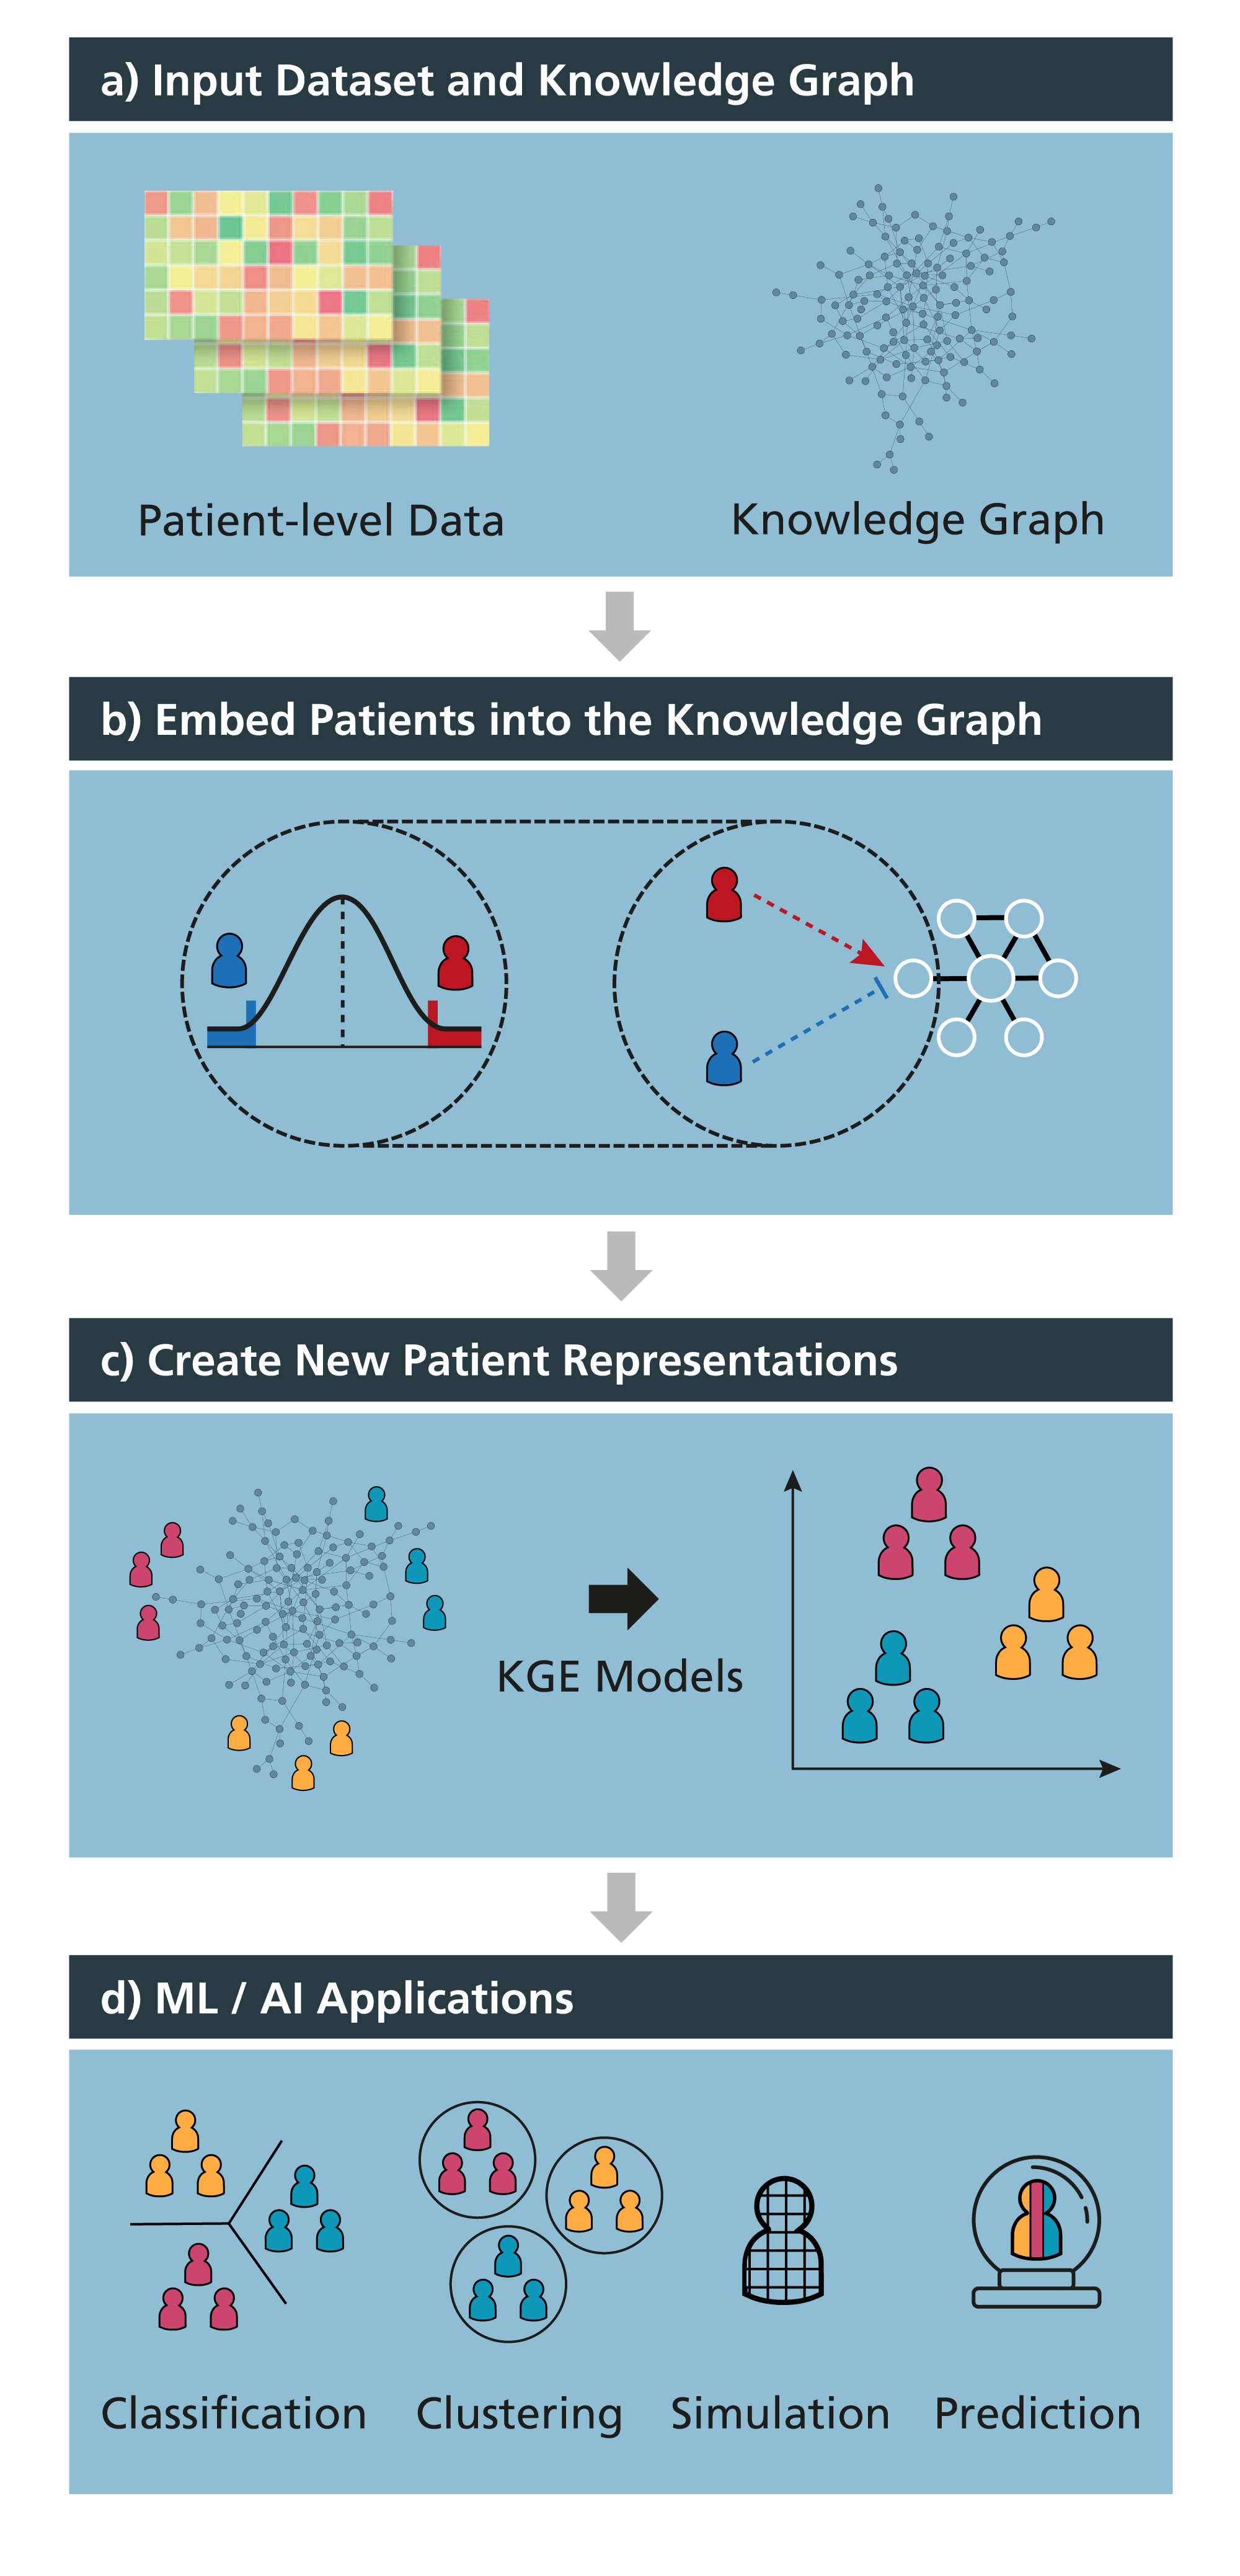 a) Input Dataset and Knowledge Graph
Patient-level Data
Knowledge Graph
b) Embed Patients into the Knowledge Graph
c) Create New Patient Representations
KGE Models
d) ML / AI Applications
Classification
Clustering
Simulation
Prediction